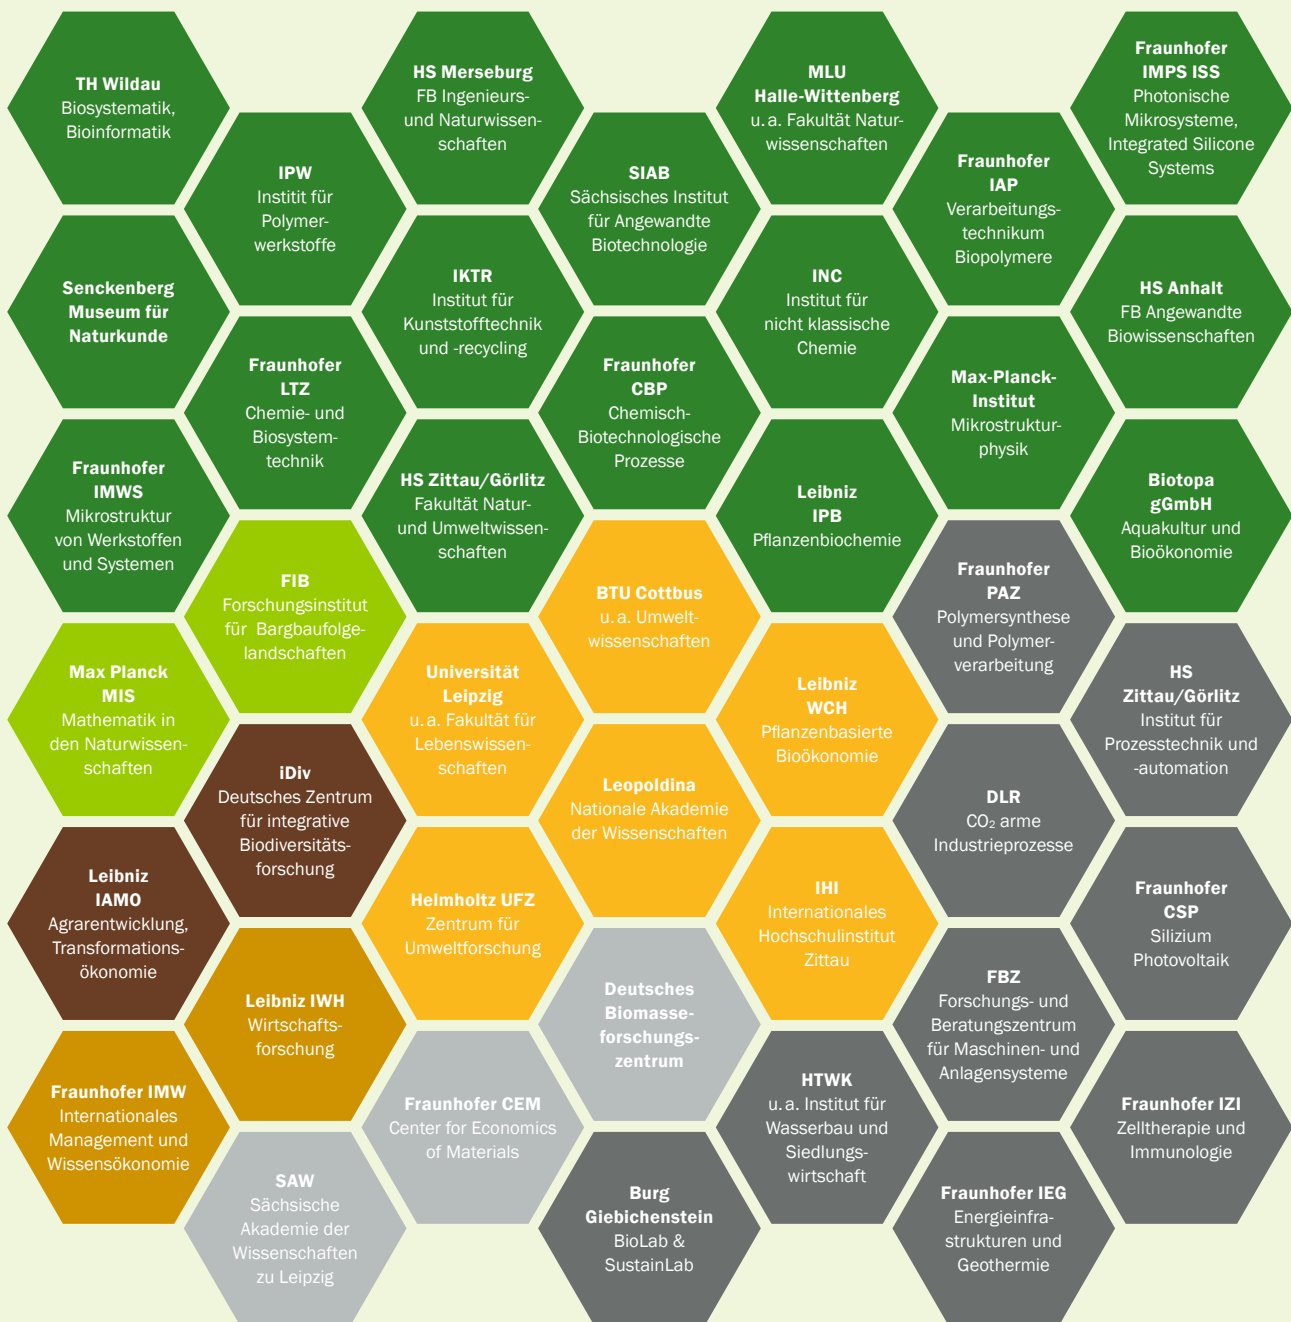 TH Wildau
Biosystematik,
Bioinformatik
HS Merseburg
FB Ingenieurs-
und Naturwissen-
schaften
MLU
Halle-Wittenberg
u. a. Fakultät Natur-
wissenschaften
Fraunhofer
IMPS ISS
Photonische
Mikrosysteme,
Integrated Silicone
Systems
IPW
Institit für
Polymer-
werkstoffe
SIAB
Sächsisches Institut
für Angewandte
Biotechnologie
Fraunhofer
IAP
Verarbeitungs-
technikum
Biopolymere
Senckenberg
Museum für
Naturkunde
IKTR
Institut für
Kunststofftechnik
und -recycling
INC
Institut für
nicht klassische
Chemie
HS Anhalt
FB Angewandte
Biowissenschaften
Fraunhofer
LTZ
Chemie- und
Biosystem-
technik
Fraunhofer
CBP
Chemisch-
Biotechnologische
Prozesse
Max-Planck-
Institut
Mikrostruktur-
physik
Fraunhofer
IMWS
Mikrostruktur
von Werkstoffen
und Systemen
HS Zittau/Görlitz
Fakultät Natur-
und Umweltwissen-
schaften
Leibniz
IPB
Pflanzenbiochemie
Biotopa
gGmbH
Aquakultur und
Bioökonomie
FIB
Forschungsinstitut
für Bargbaufolge-
landschaften
BTU Cottbus
u. a. Umwelt-
wissenschaften
Fraunhofer
PAZ
Polymersynthese
und Polymer-
verarbeitung
Max Planck
MIS
Mathematik in
den Naturwissen-
schaften
Universität
Leipzig
u. a. Fakultät für
Lebenswissen-
schaften
Leibniz
WCH
Pflanzenbasierte
Bioökonomie
HS
Zittau/Görlitz
Institut für
Prozesstechnik und
-automation
iDiv
Deutsches Zentrum
für integrative
Biodiversitäts-
forschung
Leopoldina
Nationale Akademie
der Wissenschaften
DLR
CO₂ arme
Industrieprozesse
Leibniz
IAMO
Agrarentwicklung,
Transformations-
ökonomie
Helmholtz UFZ
Zentrum für
Umweltforschung
IHI
Internationales
Hochschulinstitut
Zittau
Fraunhofer
CSP
Silizium
Photovoltaik
Leibniz IWH
Wirtschafts-
forschung
Deutsches
Biomasse-
forschungs-
zentrum
FBZ
Forschungs- und
Beratungszentrum
für Maschinen- und
Anlagensysteme
Fraunhofer IMW
Internationales
Management und
Wissensökonomie
Fraunhofer CEM
Center for Economics
of Materials
HTWK
u. a. Institut für
Wasserbau und
Siedlungs-
wirtschaft
Fraunhofer IZI
Zelltherapie und
Immunologie
SAW
Sächsische
Akademie der
Wissenschaften
zu Leipzig
Burg
Giebichenstein
BioLab &
SustainLab
Fraunhofer IEG
Energieinfra-
strukturen und
Geothermie